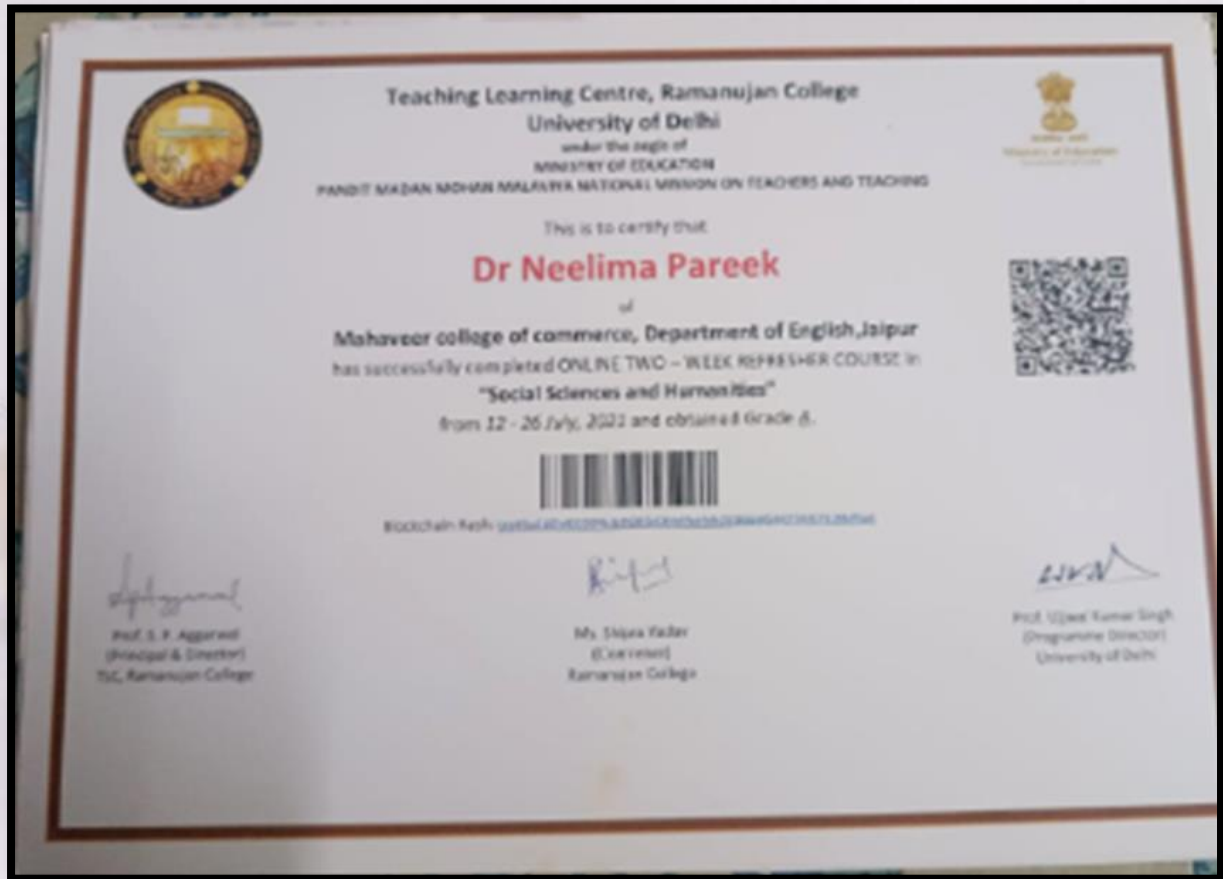 Teaching Learning Centre, Ramanujan College
University of Delhi
under the aegis of
MINISTRY OF EDUCATION
PANDIT MADAN MOHAN MALAVIYA NATIONAL MISSION ON TEACHERS AND TEACHING
Ministry of Education
This is to certify that
Dr Neelima Pareek
of
Mahaveer college of commerce, Department of English,Jaipur
has successfully completed ONLINE TWO – WEEK REFRESHER COURSE in
"Social Sciences and Humanities"
from 12 - 26 July, 2021 and obtained Grade A.
Blockchain Hash:
Prof. S. P. Aggarwal
(Principal & Director)
TLC, Ramanujan College
Ms. Shipra Yadav
(Convenor)
Ramanujan College
Prof. Ujjwal Kumar Singh
(Programme Director)
University of Delhi